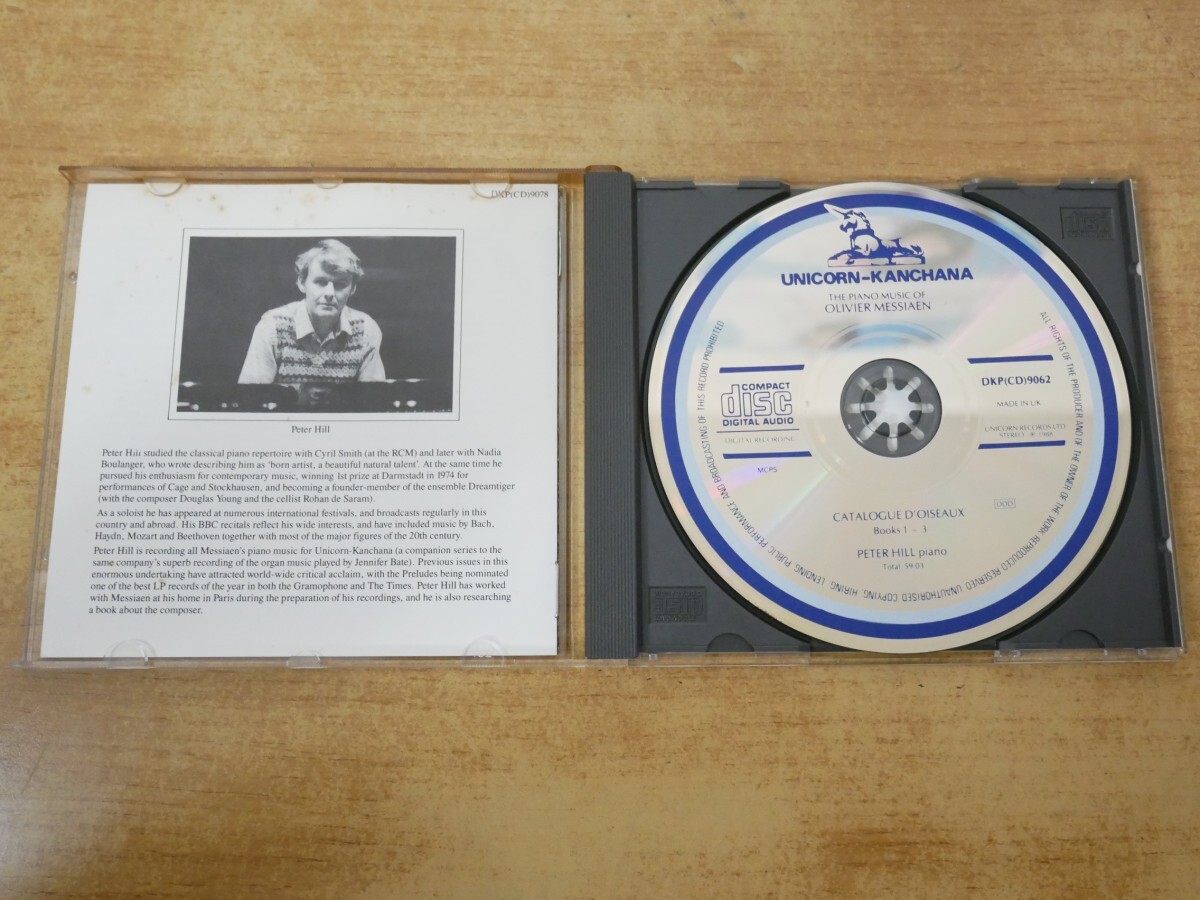 DKP(CD)9078
Peter Hill
Peter Hill studied the classical piano repertoire with Cyril Smith (at the RCM) and later with Nadia
Boulanger, who wrote describing him as 'born artist, a beautiful natural talent'. At the same time he
pursued his enthusiasm for contemporary music, winning 1st prize at Darmstadt in 1974 for
performances of Cage and Stockhausen, and becoming a founder-member of the ensemble Dreamtiger
(with the composer Douglas Young and the cellist Rohan de Saram).
As a soloist he has appeared at numerous international festivals, and broadcasts regularly in this
country and abroad. His BBC recitals reflect his wide interests, and have included music by Bach,
Haydn, Mozart and Beethoven together with most of the major figures of the 20th century.
Peter Hill is recording all Messiaen's piano music for Unicorn-Kanchana (a companion series to the
same company's superb recording of the organ music played by Jennifer Bate). Previous issues in this
enormous undertaking have attracted world-wide critical acclaim, with the Preludes being nominated
one of the best LP records of the year in both the Gramophone and The Times. Peter Hill has worked
with Messiaen at his home in Paris during the preparation of his recordings, and he is also researching
a book about the composer.
UNICORN-KANCHANA
THE PIANO MUSIC OF
OLIVIER MESSIAEN
COMPACT
disc
DIGITAL AUDIO
DIGITAL RECORDING
MCPS
DKP(CD)9062
MADE IN UK
UNICORN RECORDS LTD
STEREO ℗ 1988
DDD
CATALOGUE D'OISEAUX
Books 1 – 3
PETER HILL piano
Total 59:03
ALL RIGHTS OF THE PRODUCER AND OF THE OWNER OF THE WORK REPRODUCED RESERVED. UNAUTHORISED COPYING, HIRING, LENDING, PUBLIC PERFORMANCE AND BROADCASTING OF THIS RECORD PROHIBITED